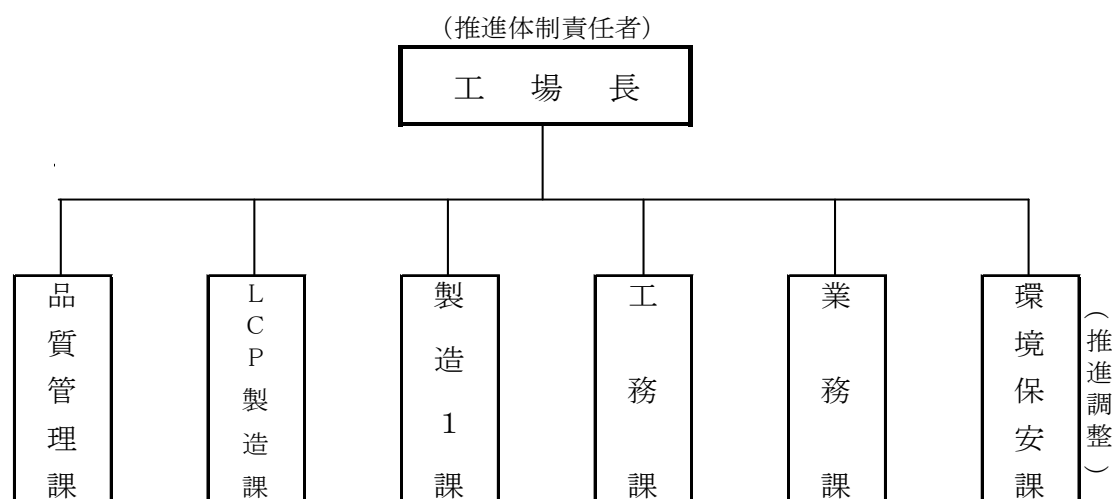 (推進体制責任者)
工場長
品質管理課
LCP製造課
製造1課
工務課
業務課
環境保安課
(推進調整)